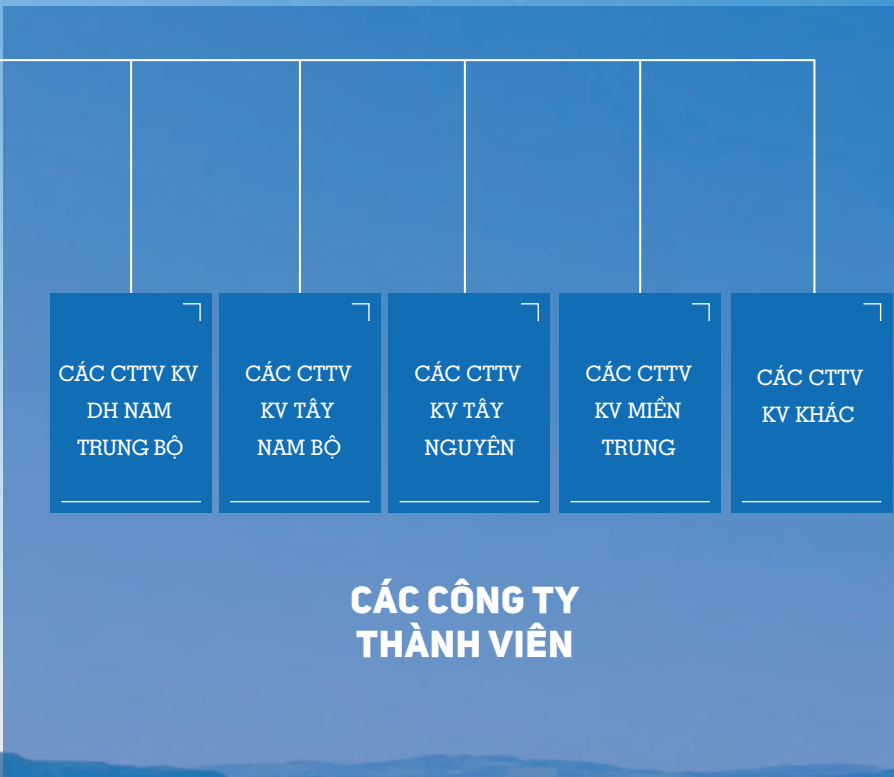 CÁC CTTV KV
DH NAM
TRUNG BỘ
CÁC CTTV
KV TÂY
NAM BỘ
CÁC CTTV
KV TÂY
NGUYÊN
CÁC CTTV
KV MIỀN
TRUNG
CÁC CTTV
KV KHÁC
CÁC CÔNG TY
THÀNH VIÊN